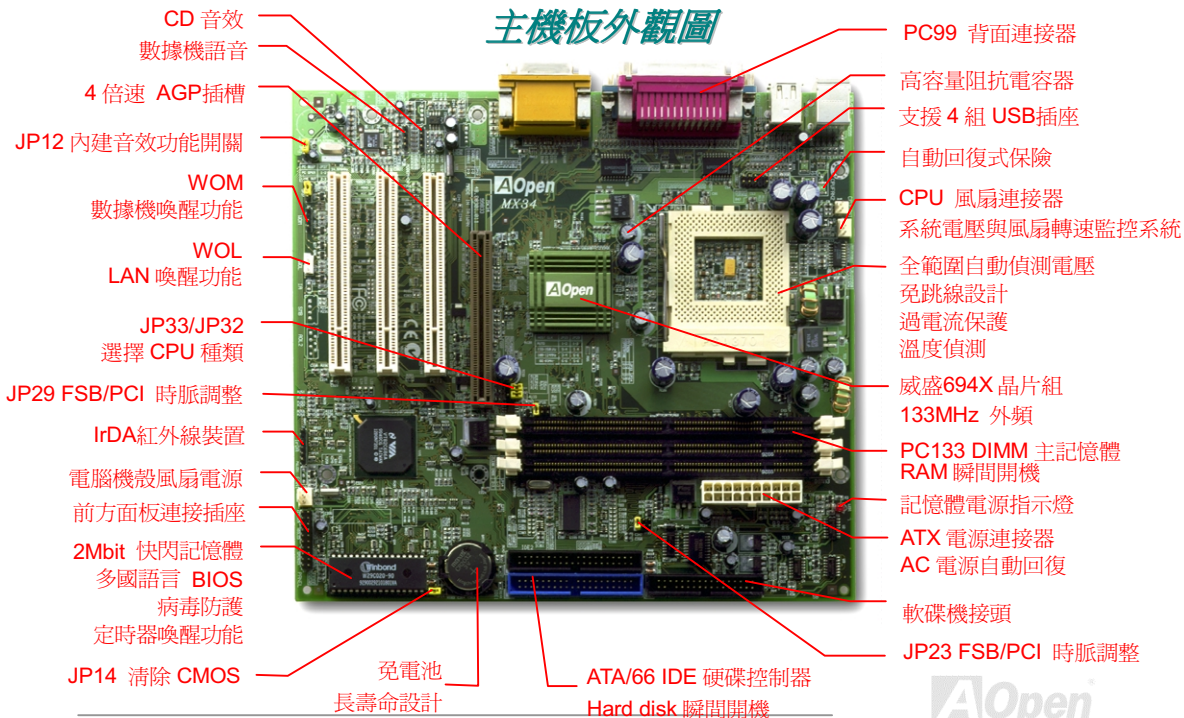 主機板外觀圖
CD 音效
數據機語音
4 倍速 AGP插槽
JP12 內建音效功能開關
WOM
數據機喚醒功能
WOL
LAN 喚醒功能
JP33/JP32
選擇 CPU 種類
JP29 FSB/PCI 時脈調整
IrDA紅外線裝置
電腦機殼風扇電源
前方面板連接插座
2Mbit 快閃記憶體
多國語言 BIOS
病毒防護
定時器喚醒功能
JP14 清除 CMOS
免電池
長壽命設計
ATA/66 IDE 硬碟控制器
Hard disk 瞬間開機
PC99 背面連接器
高容量阻抗電容器
支援 4 組 USB插座
自動回復式保險
CPU 風扇連接器
系統電壓與風扇轉速監控系統
全範圍自動偵測電壓
免跳線設計
過電流保護
溫度偵測
威盛694X 晶片組
133MHz 外頻
PC133 DIMM 主記憶體
RAM 瞬間開機
記憶體電源指示燈
ATX 電源連接器
AC 電源自動回復
軟碟機接頭
JP23 FSB/PCI 時脈調整
AOpen
MX-34
AOpen
VIA
Winbond
AOpen